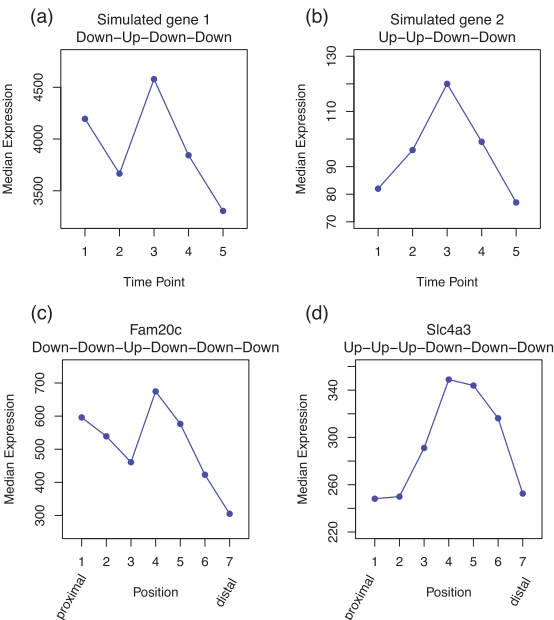 (a)
Simulated gene 1
Down−Up−Down−Down
Median Expression
4500
4000
3500
1 2 3 4 5
Time Point
(b)
Simulated gene 2
Up−Up−Down−Down
Median Expression
130
110
90
80
70
1 2 3 4 5
Time Point
(c)
Fam20c
Down−Down−Up−Down−Down−Down
Median Expression
700
600
500
400
300
1 2 3 4 5 6 7
proximal
Position
distal
(d)
Slc4a3
Up−Up−Up−Down−Down−Down
Median Expression
340
300
260
220
1 2 3 4 5 6 7
proximal
Position
distal